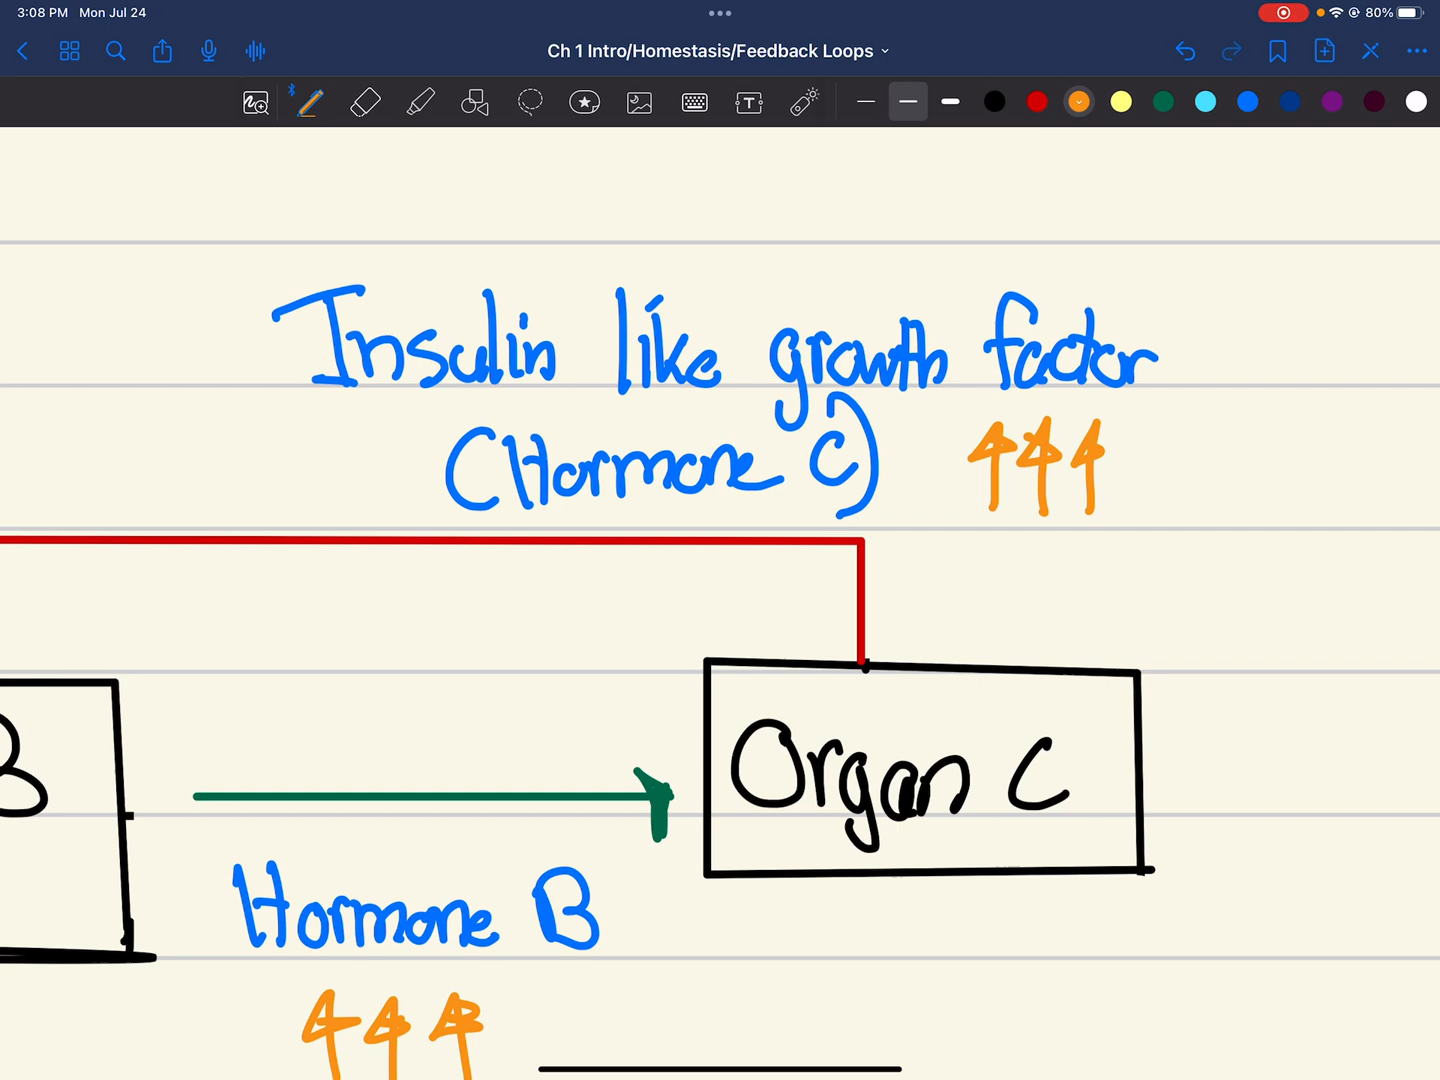 3:08 PM Mon Jul 24
80%
Ch 1 Intro/Homestasis/Feedback Loops
T
Insulin like growth factor
(Hormone C)
Organ C
B
Hormone B